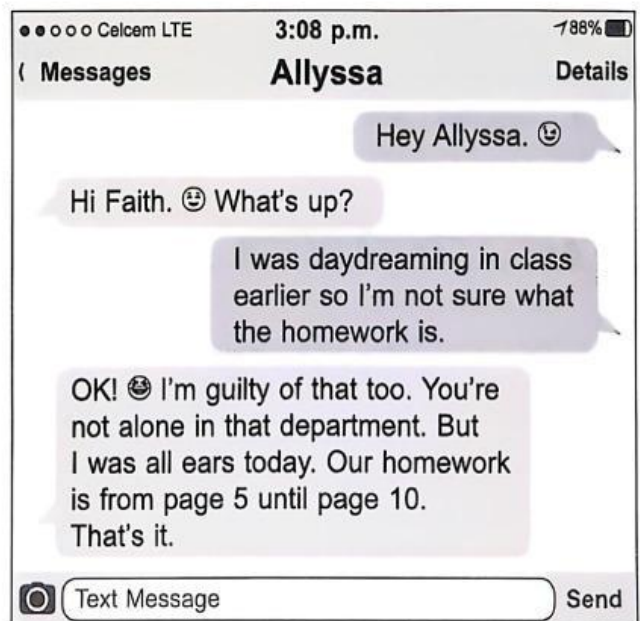 Celcem LTE 3:08 p.m. 88%
Messages Allyssa Details
Hey Allyssa. 😉
Hi Faith. 😃 What's up?
I was daydreaming in class
earlier so I'm not sure what
the homework is.
OK! 😆 I'm guilty of that too. You're
not alone in that department. But
I was all ears today. Our homework
is from page 5 until page 10.
That's it.
Text Message Send